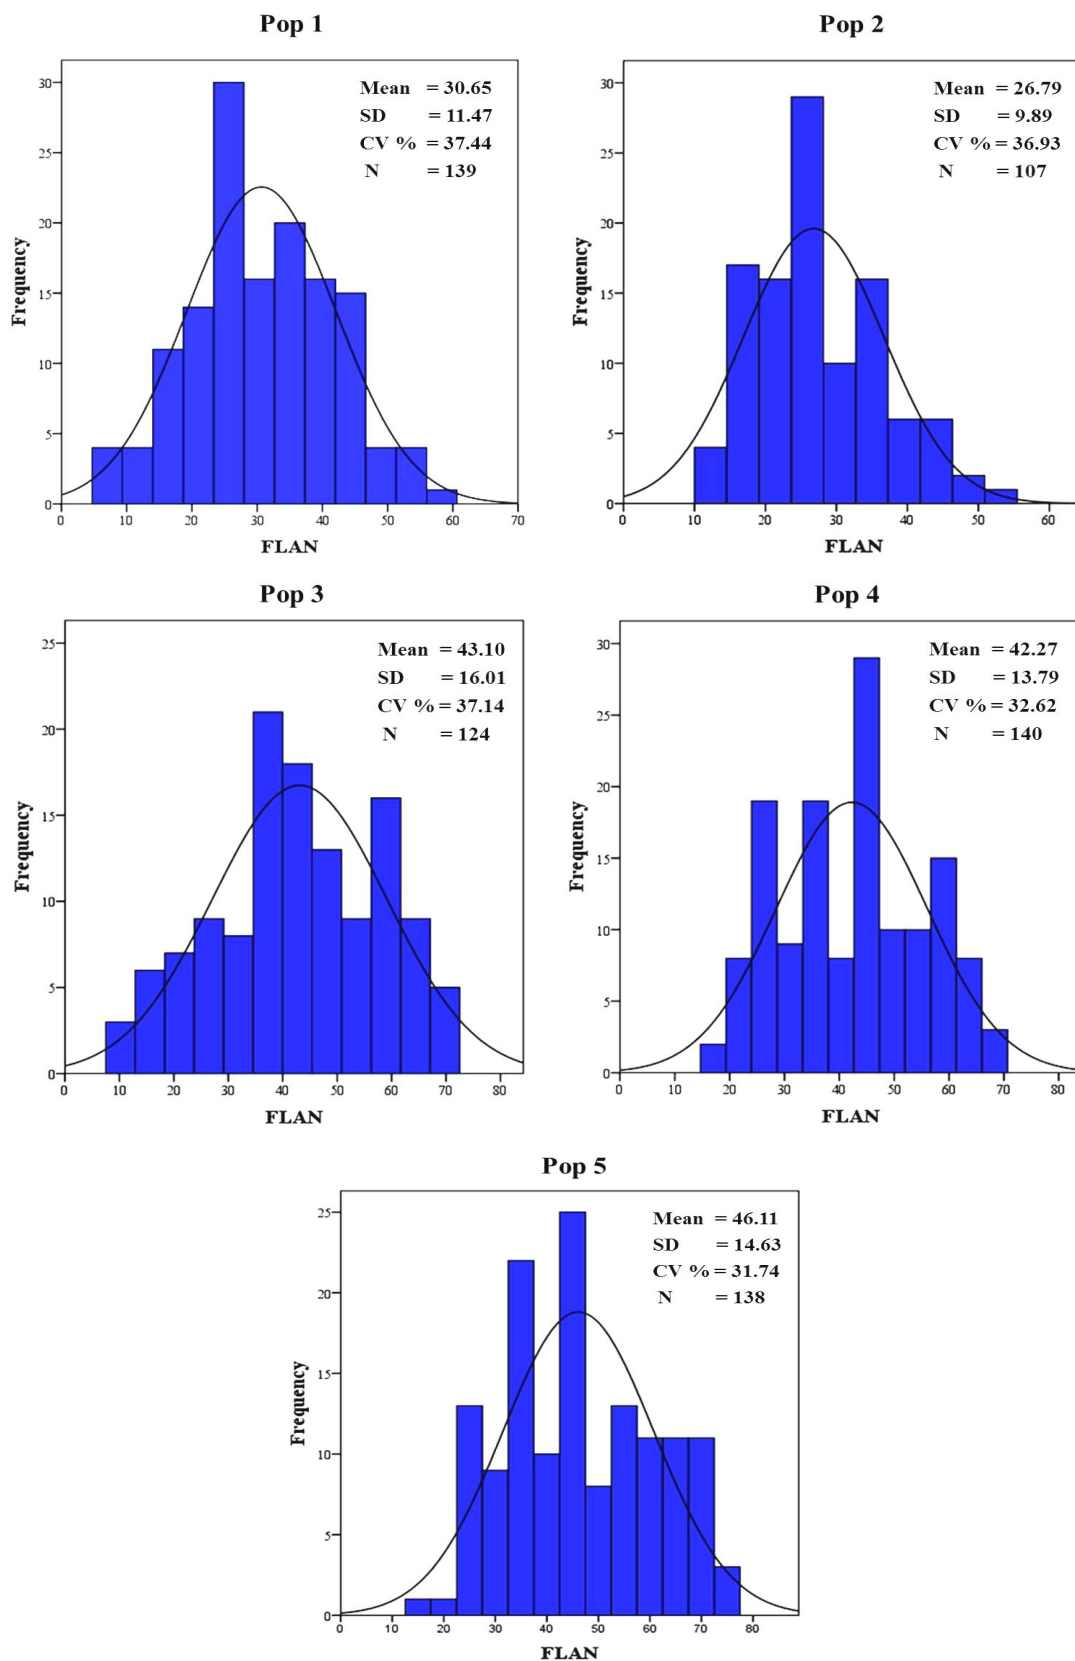 Pop 1
Mean = 30.65
SD = 11.47
CV % = 37.44
N = 139
Frequency
30
25
20
15
10
5
0
0 10 20 30 40 50 60 70
FLAN
Pop 2
Mean = 26.79
SD = 9.89
CV % = 36.93
N = 107
Frequency
30
25
20
15
10
5
0
0 10 20 30 40 50 60
FLAN
Pop 3
Mean = 43.10
SD = 16.01
CV % = 37.14
N = 124
Frequency
25
20
15
10
5
0
0 10 20 30 40 50 60 70 80
FLAN
Pop 4
Mean = 42.27
SD = 13.79
CV % = 32.62
N = 140
Frequency
30
25
20
15
10
5
0
0 10 20 30 40 50 60 70 80
FLAN
Pop 5
Mean = 46.11
SD = 14.63
CV % = 31.74
N = 138
Frequency
25
20
15
10
5
0
0 10 20 30 40 50 60 70 80
FLAN